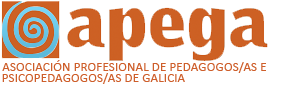 apega
ASOCIACIÓN PROFESIONAL DE PEDAGOGOS/AS E
PSICOPEDAGOGOS/AS DE GALICIA